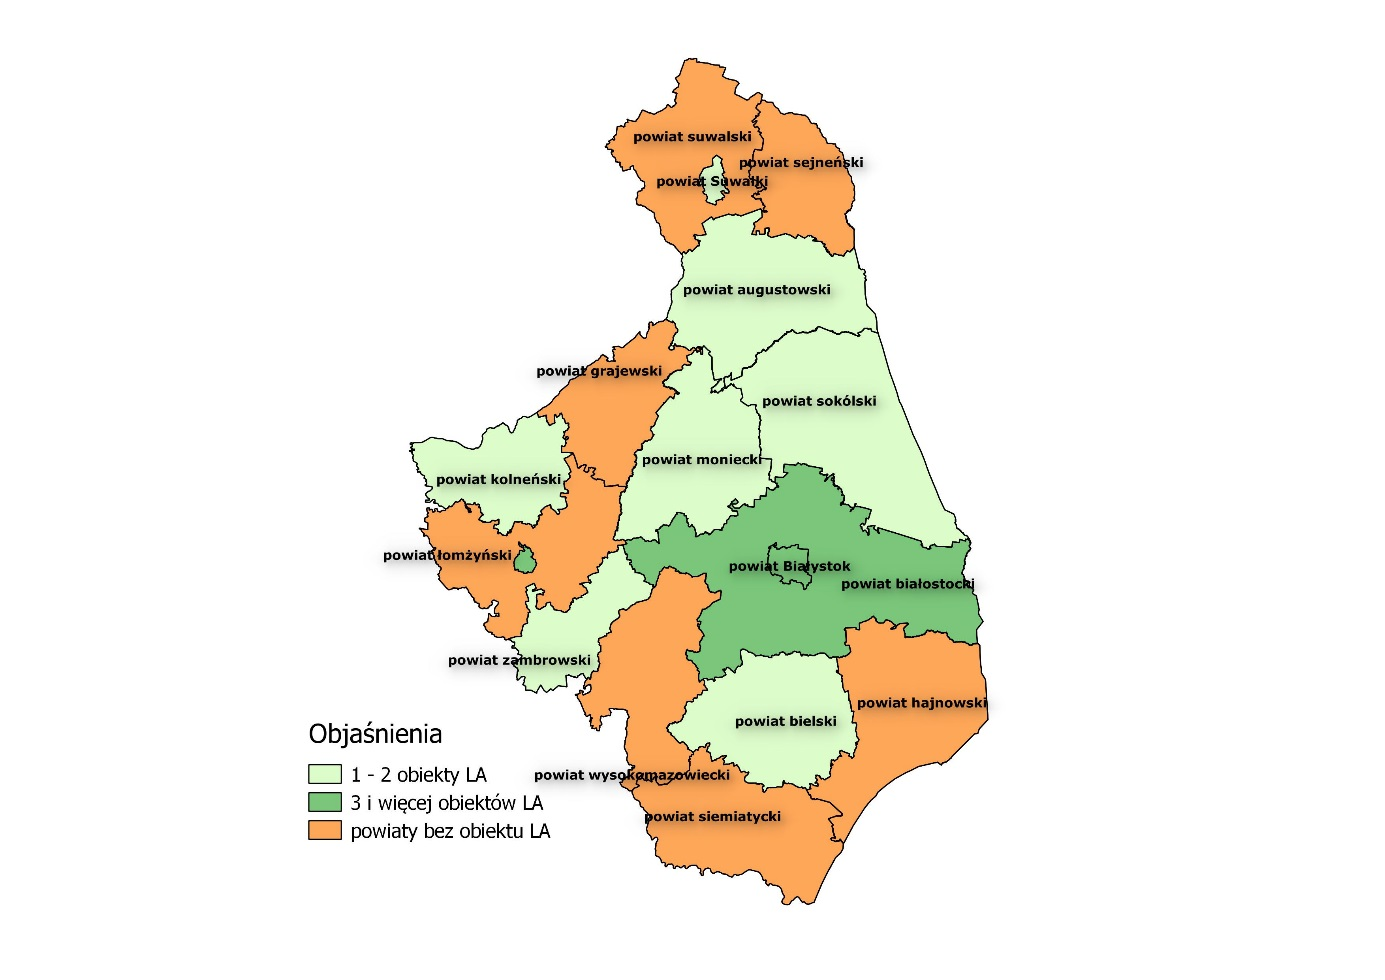 powiat suwalski
powiat sejneński
powiat Suwałki
powiat augustowski
powiat grajewski
powiat sokólski
powiat moniecki
powiat kolneński
powiat łomżyński
powiat Białystok
powiat białostocki
powiat zambrowski
powiat hajnowski
powiat bielski
powiat wysokomazowiecki
powiat siemiatycki
Objaśnienia
1 - 2 obiekty LA
3 i więcej obiektów LA
powiaty bez obiektu LA